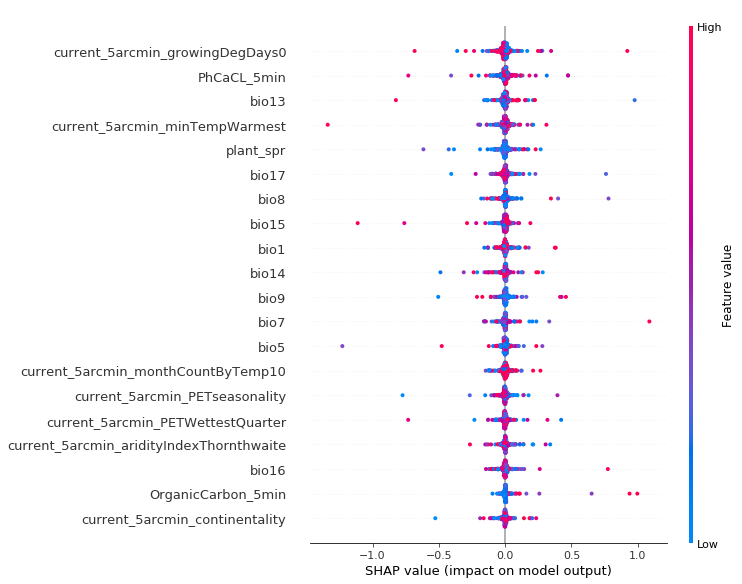 High
current_5arcmin_growingDegDays0
PhCaCL_5min
bio13
current_5arcmin_minTempWarmest
plant_spr
bio17
bio8
bio15
bio1
bio14
bio9
bio7
bio5
current_5arcmin_monthCountByTemp10
current_5arcmin_PETseasonality
current_5arcmin_PETWettestQuarter
current_5arcmin_aridityIndexThornthwaite
bio16
OrganicCarbon_5min
current_5arcmin_continentality
Feature value
Low
−1.0 −0.5 0.0 0.5 1.0
SHAP value (impact on model output)